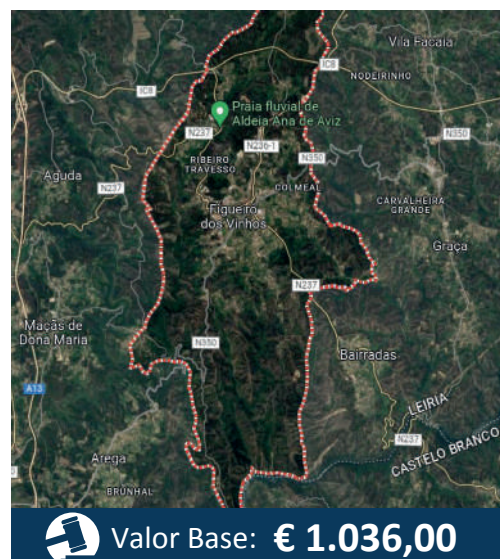 Vila Facaia
IC8
NODEIRINHO
IC8
Praia fluvial de
Aldeia Ana de Aviz
N237
N236-1
N350
N350
RIBEIRO
TRAVESSO
Aguda
N237
COLMEAL
CARVALHEIRA
GRANDE
Figueiró
dos Vinhos
Graça
N237
Maçãs de
Dona Maria
N350
Bairradas
A13
LEIRIA
CASTELO BRANCO
N237
Arega
BRUNHAL
Valor Base: € 1.036,00